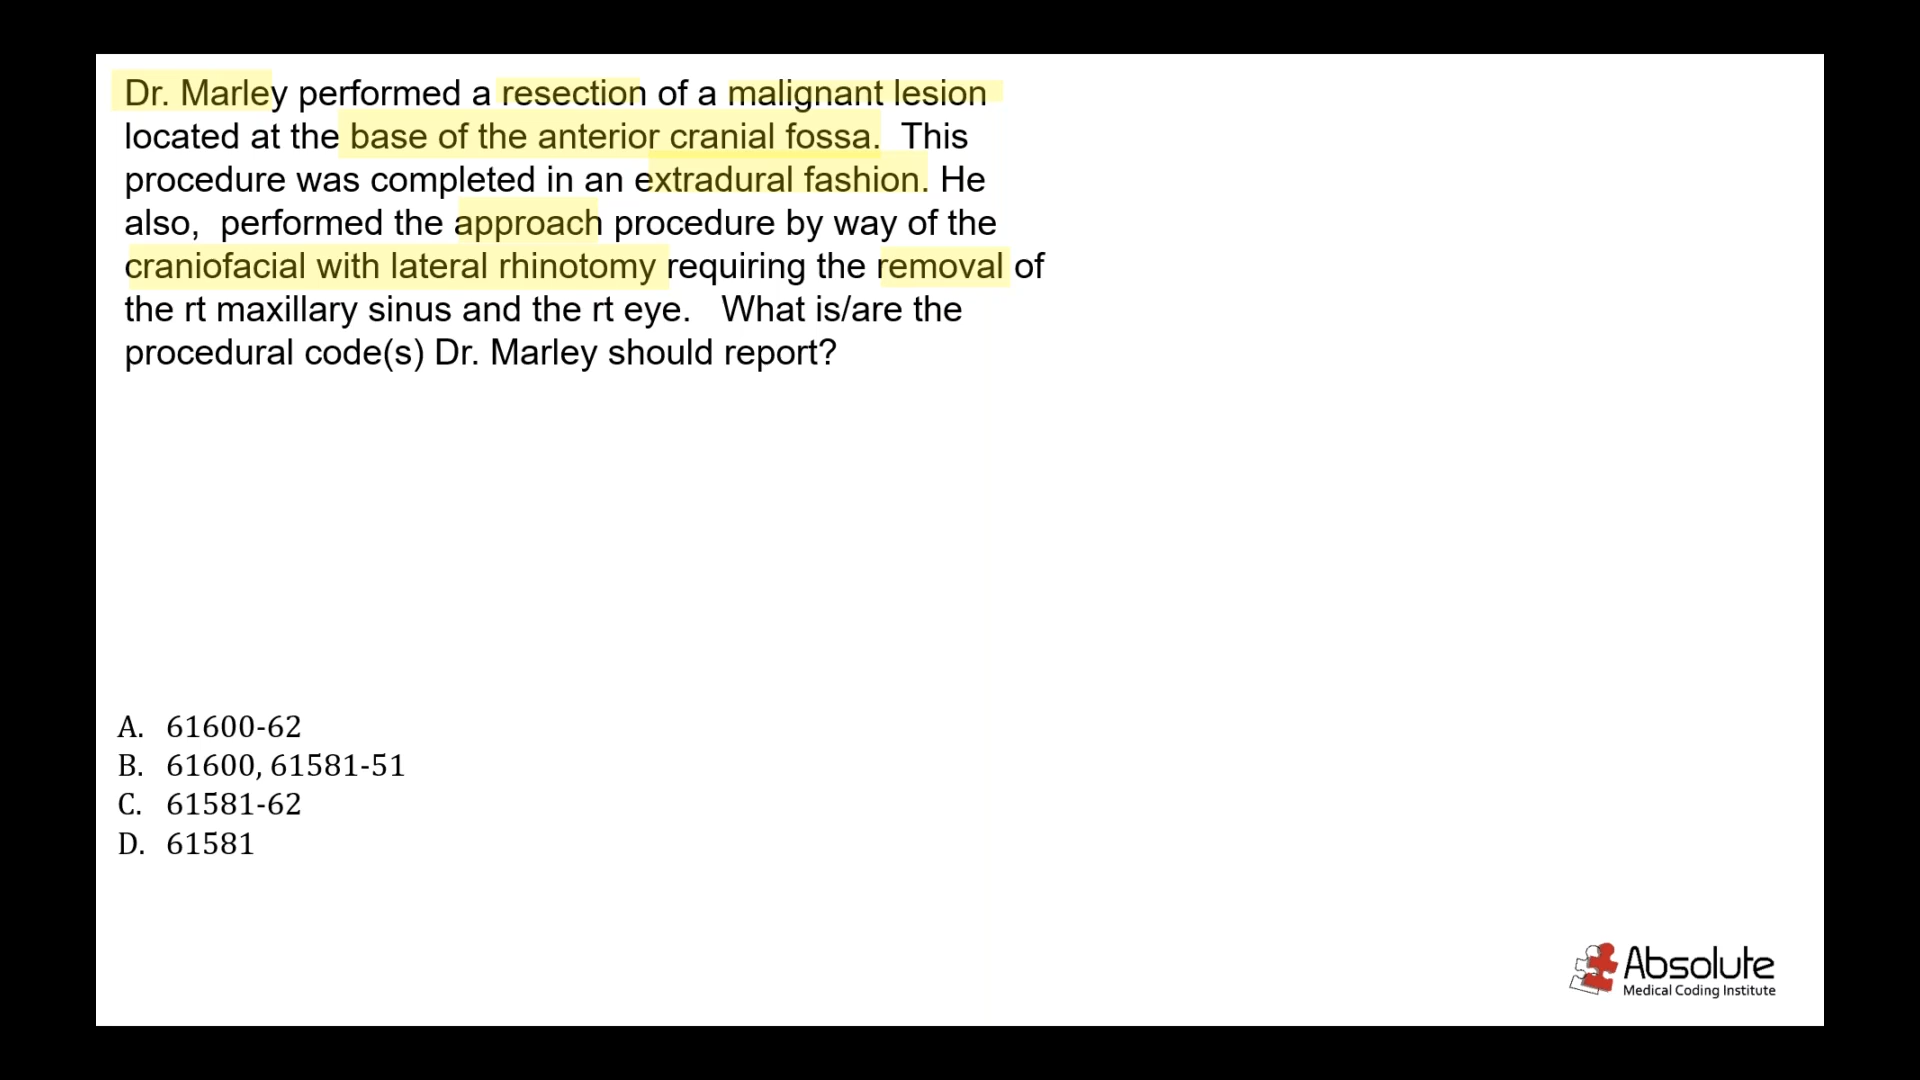 Dr. Marley performed a resection of a malignant lesion
located at the base of the anterior cranial fossa.  This
procedure was completed in an extradural fashion. He
also,  performed the approach procedure by way of the
craniofacial with lateral rhinotomy requiring the removal of
the rt maxillary sinus and the rt eye.   What is/are the
procedural code(s) Dr. Marley should report?
A. 61600-62
B. 61600, 61581-51
C. 61581-62
D. 61581
Absolute
Medical Coding Institute